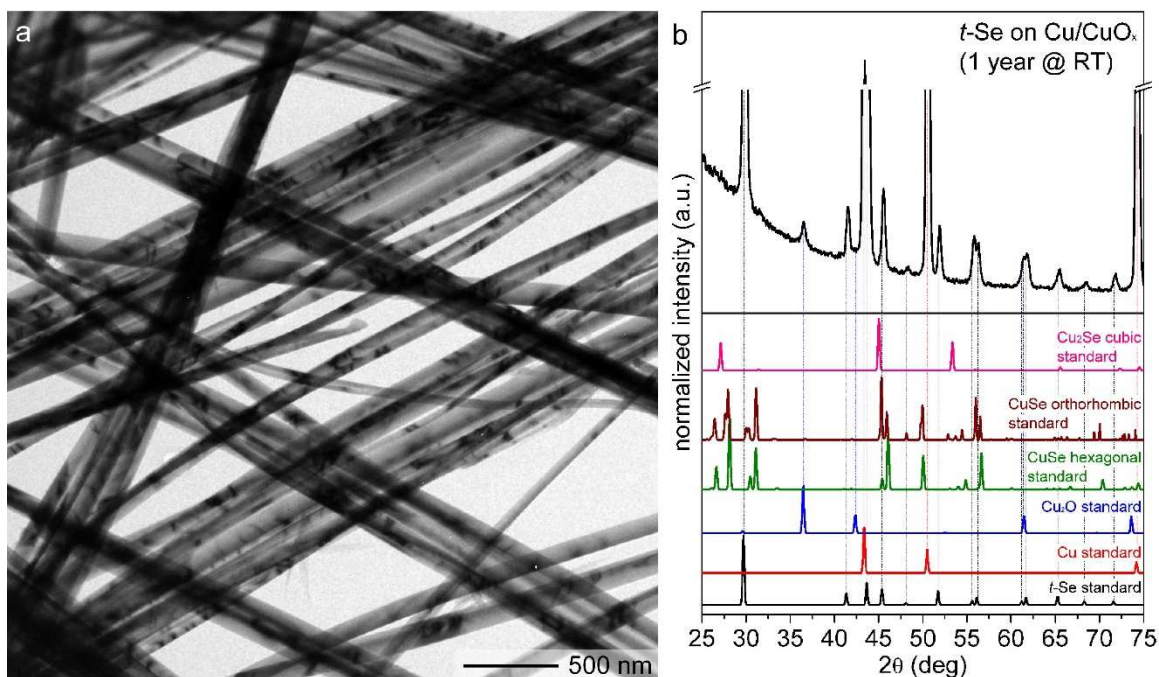 a
500 nm
b
t-Se on Cu/CuOₓ
(1 year @ RT)
normalized intensity (a.u.)
Cu₂Se cubic
standard
CuSe orthorhombic
standard
CuSe hexagonal
standard
Cu₂O standard
Cu standard
t-Se standard
25 30 35 40 45 50 55 60 65 70 75
2θ (deg)